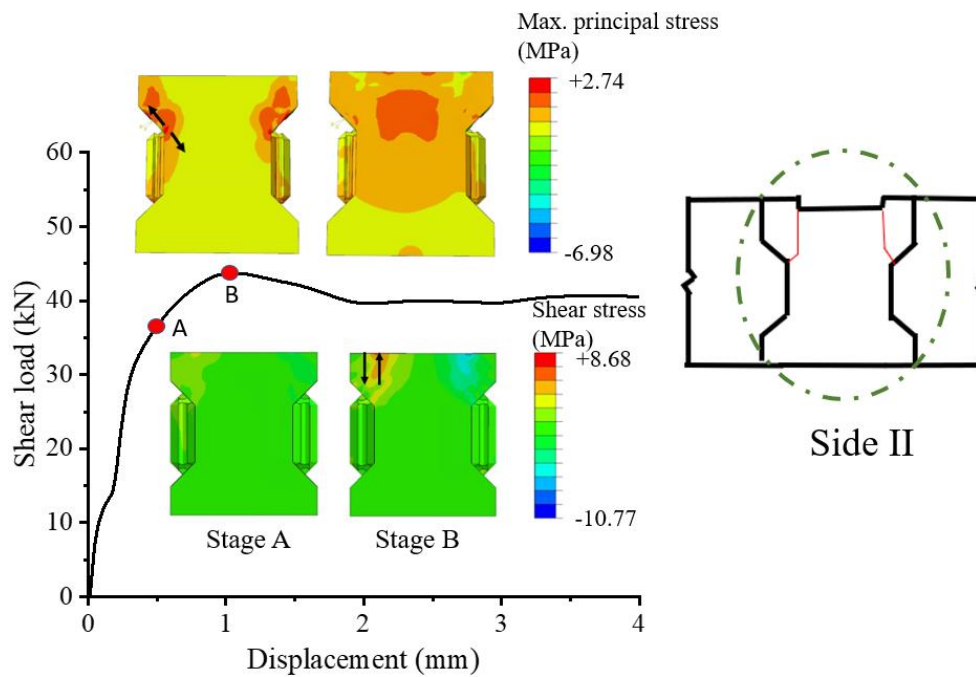 Max. principal stress
(MPa)
+2.74
-6.98
60
50
40
30
20
10
0
Shear load (kN)
A
B
Shear stress
(MPa)
+8.68
-10.77
Stage A
Stage B
0
1
2
3
4
Displacement (mm)
Side II